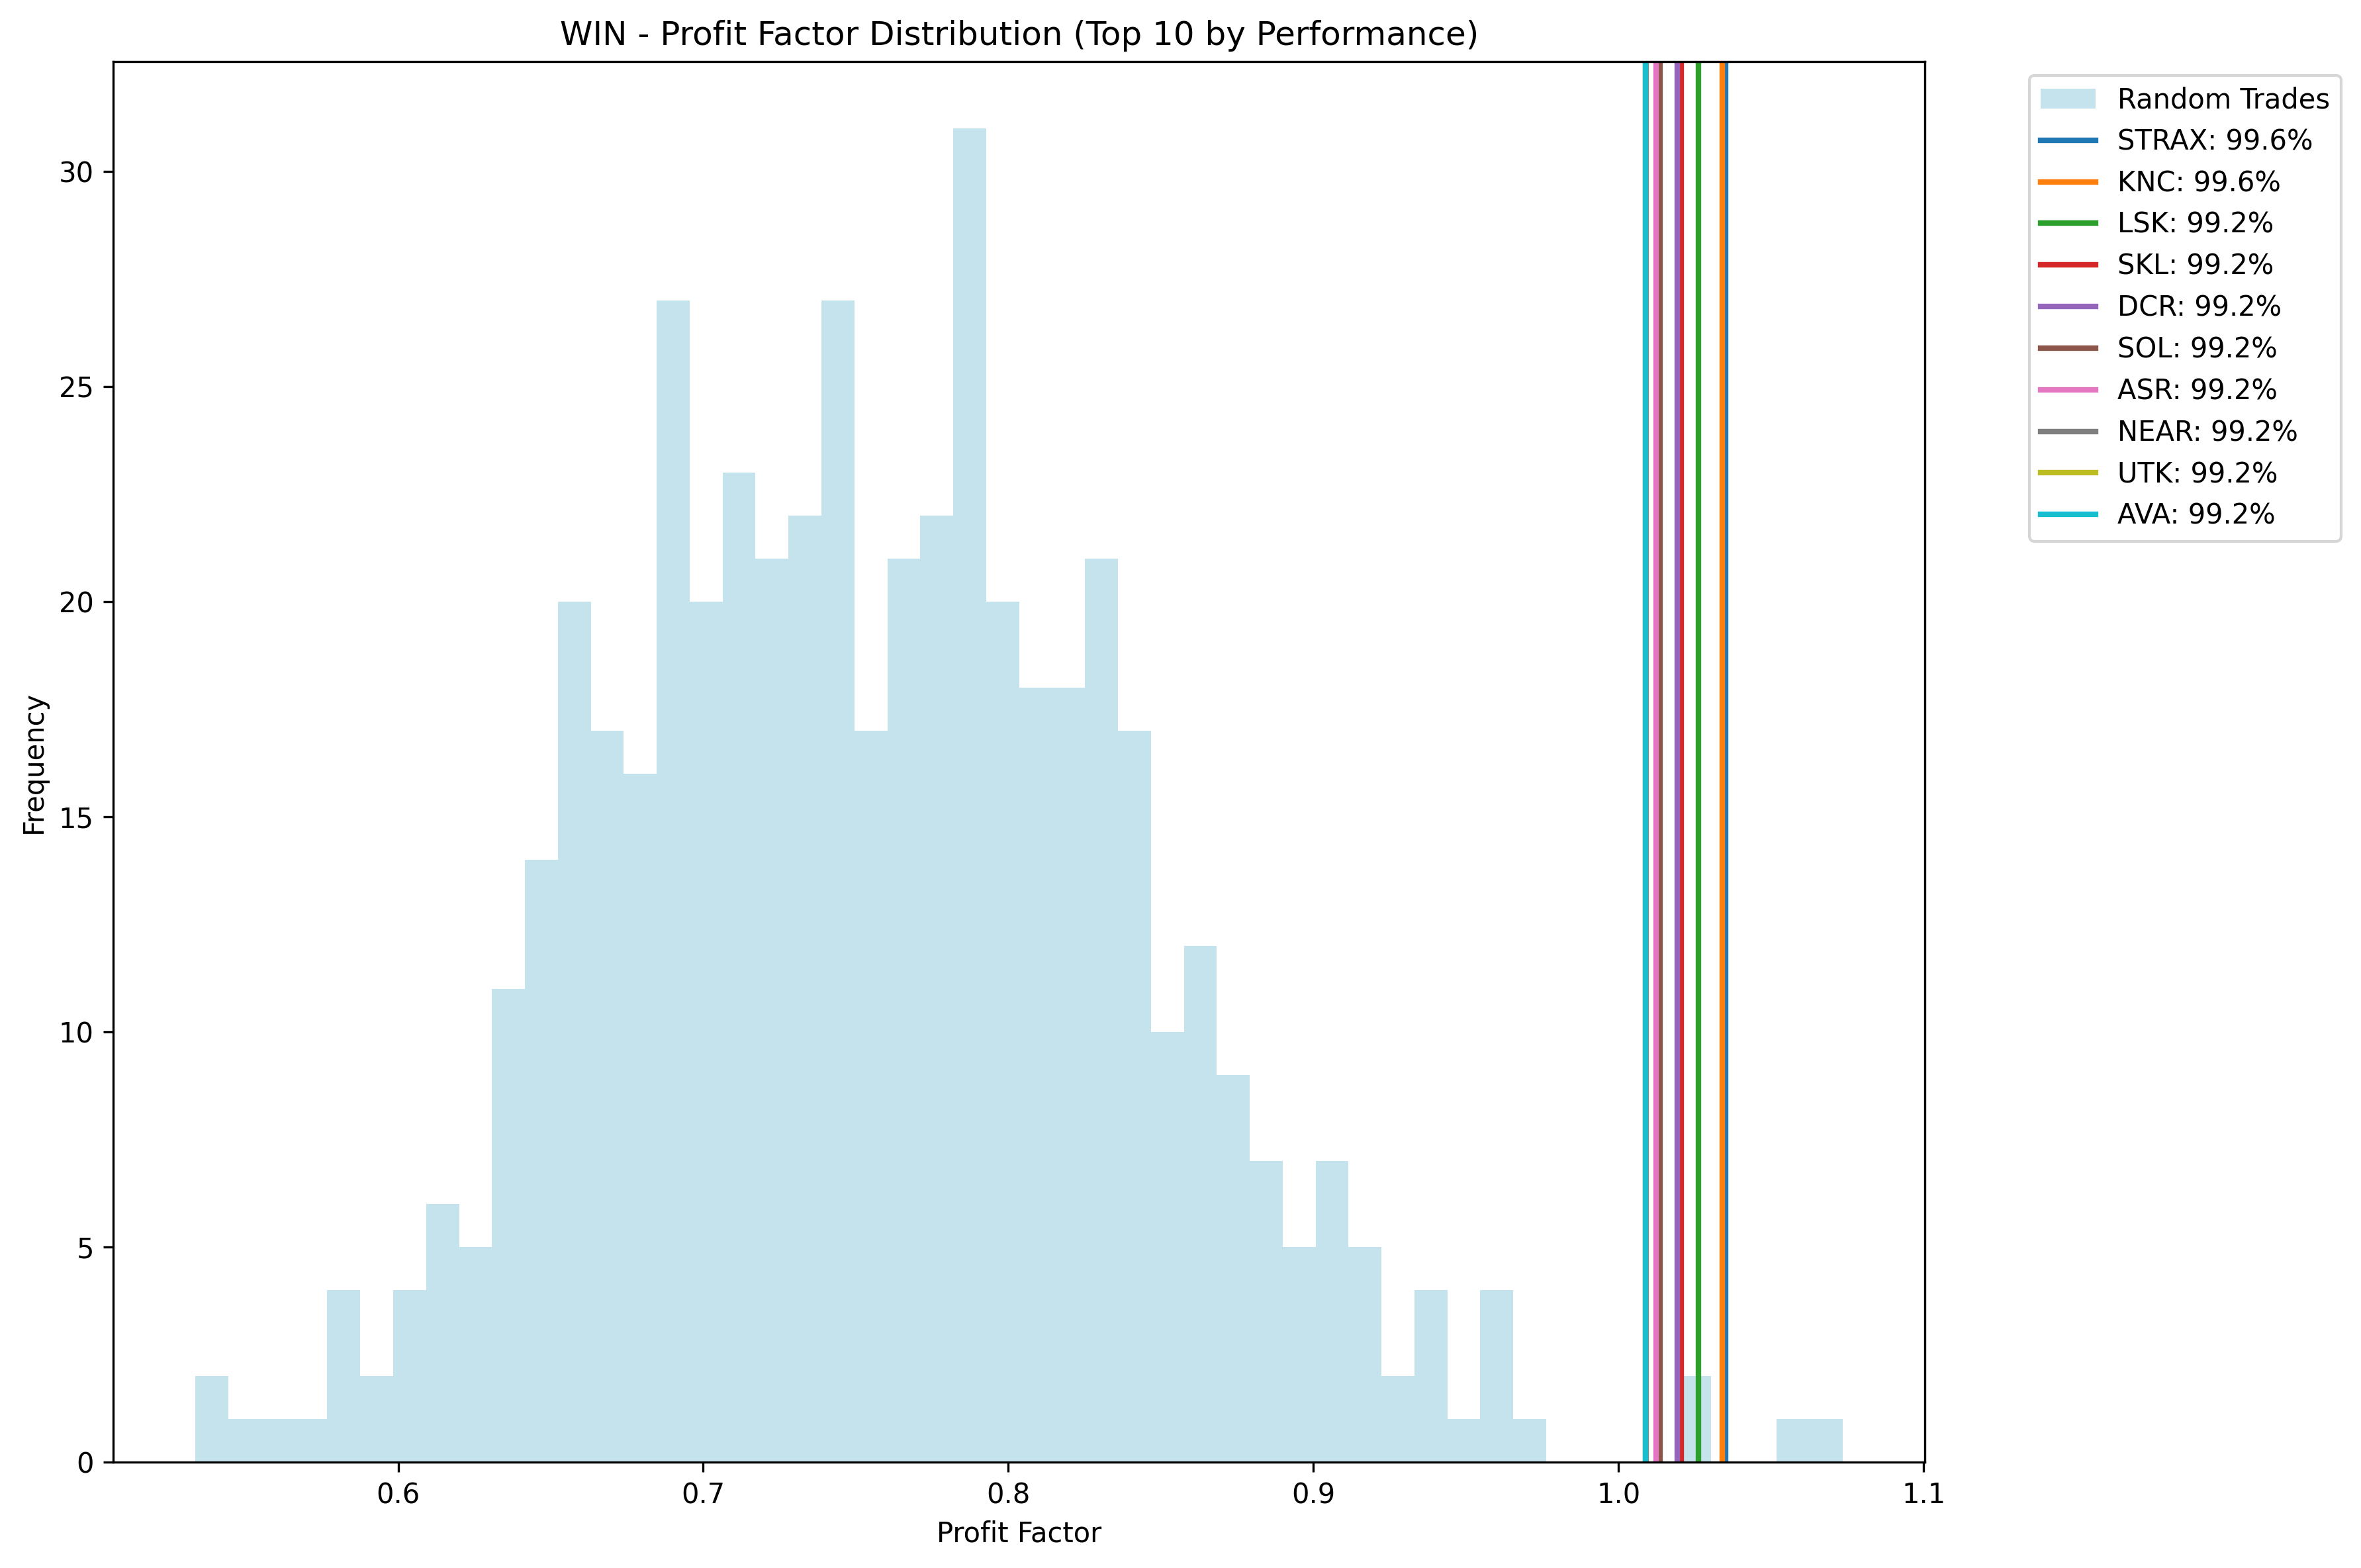 WIN - Profit Factor Distribution (Top 10 by Performance)
Frequency
30
25
20
15
10
5
0
0.6
0.7
0.8
0.9
1.0
1.1
Profit Factor
Random Trades
STRAX: 99.6%
KNC: 99.6%
LSK: 99.2%
SKL: 99.2%
DCR: 99.2%
SOL: 99.2%
ASR: 99.2%
NEAR: 99.2%
UTK: 99.2%
AVA: 99.2%